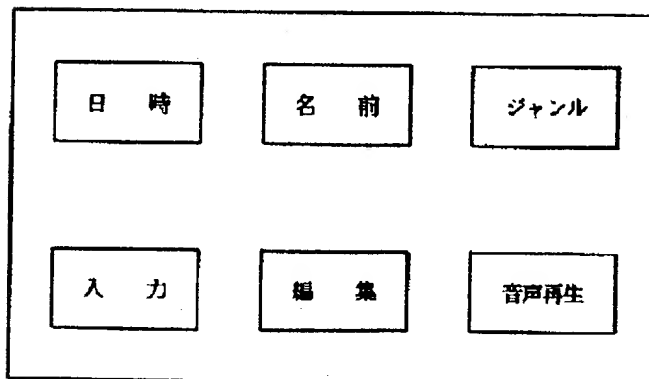 日 時
名 前
ジャンル
入 力
編 集
音声再生